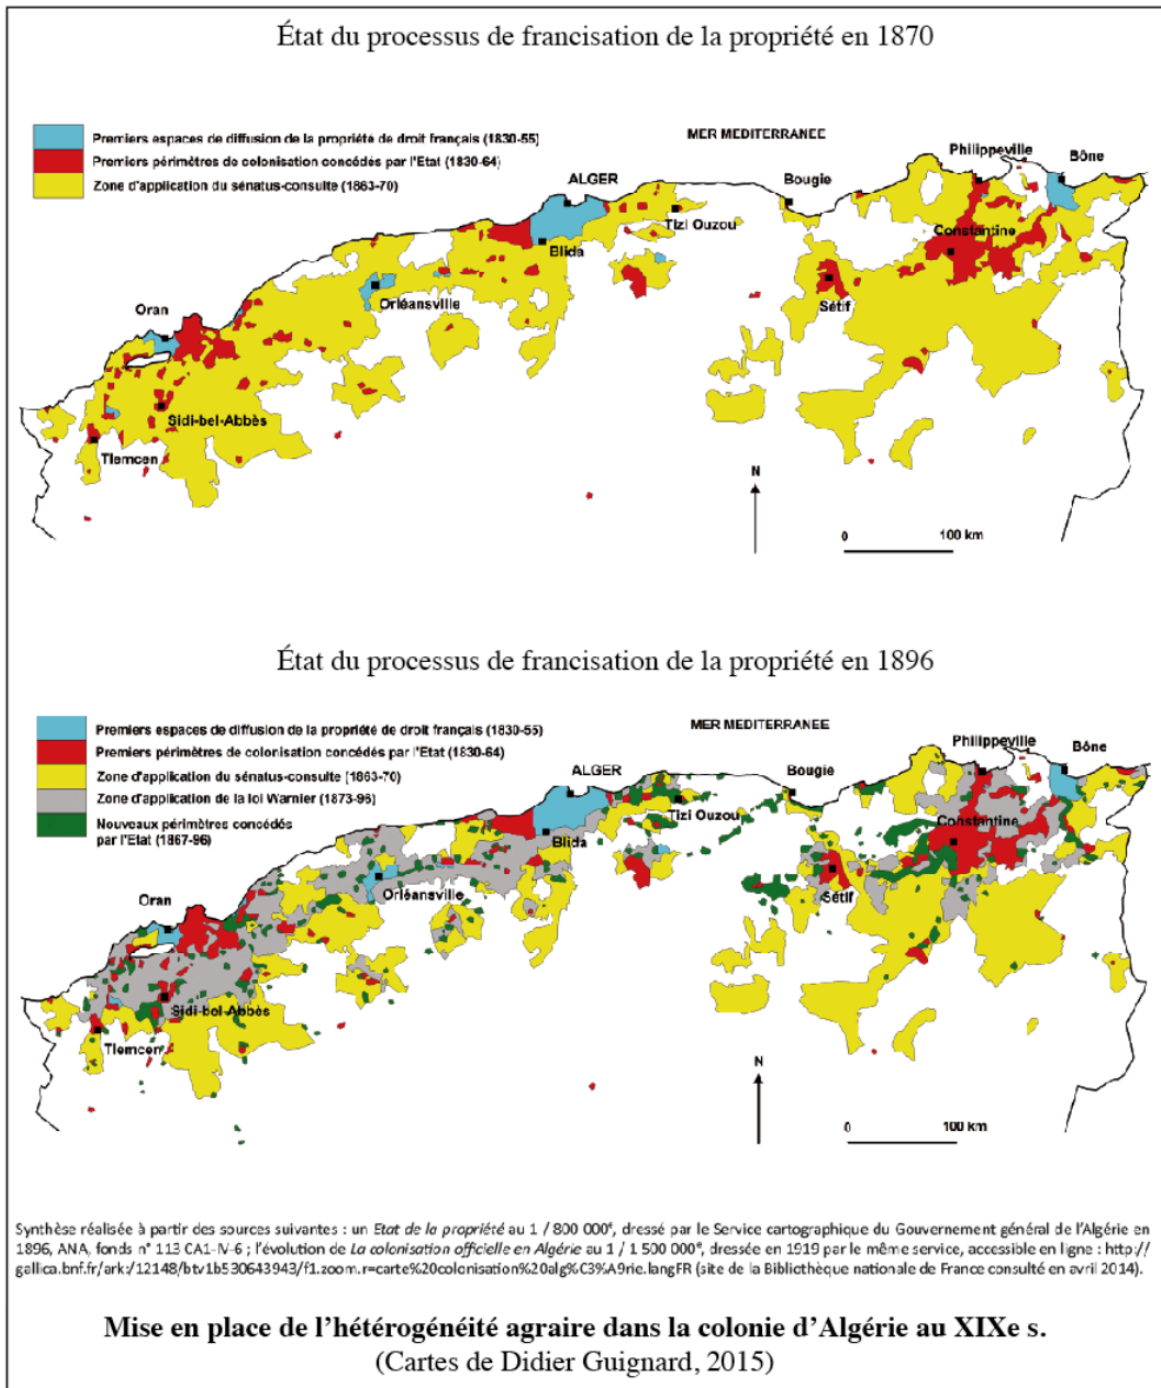 État du processus de francisation de la propriété en 1870
Premiers espaces de diffusion de la propriété de droit français (1830-55)
Premiers périmètres de colonisation concédés par l'Etat (1830-64)
Zone d'application du sénatus-consulte (1863-70)
MER MEDITERRANEE
Philippeville
Bône
ALGER
Bougie
Tizi Ouzou
Constantine
Blida
Orléansville
Sétif
Oran
Sidi-bel-Abbès
Tlemcen
N
0 100 km
État du processus de francisation de la propriété en 1896
Premiers espaces de diffusion de la propriété de droit français (1830-55)
Premiers périmètres de colonisation concédés par l'Etat (1830-64)
Zone d'application du sénatus-consulte (1863-70)
Zone d'application de la loi Warnier (1873-96)
Nouveaux périmètres concédés
par l'Etat (1867-96)
MER MEDITERRANEE
Philippeville
Bône
ALGER
Bougie
Tizi Ouzou
Constantine
Blida
Orléansville
Sétif
Oran
Sidi-bel-Abbès
Tlemcen
N
0 100 km
Synthèse réalisée à partir des sources suivantes : un Etat de la propriété au 1 / 800 000e, dressé par le Service cartographique du Gouvernement général de l'Algérie en
1896, ANA, fonds n° 113 CA1-IV-6 ; l'évolution de La colonisation officielle en Algérie au 1 / 1 500 000e, dressée en 1919 par le même service, accessible en ligne : http://
gallica.bnf.fr/ark:/12148/btv1b530643943/f1.zoom.r=carte%20colonisation%20alg%C3%A9rie.langFR (site de la Bibliothèque nationale de France consulté en avril 2014).
Mise en place de l'hétérogénéité agraire dans la colonie d'Algérie au XIXe s.
(Cartes de Didier Guignard, 2015)